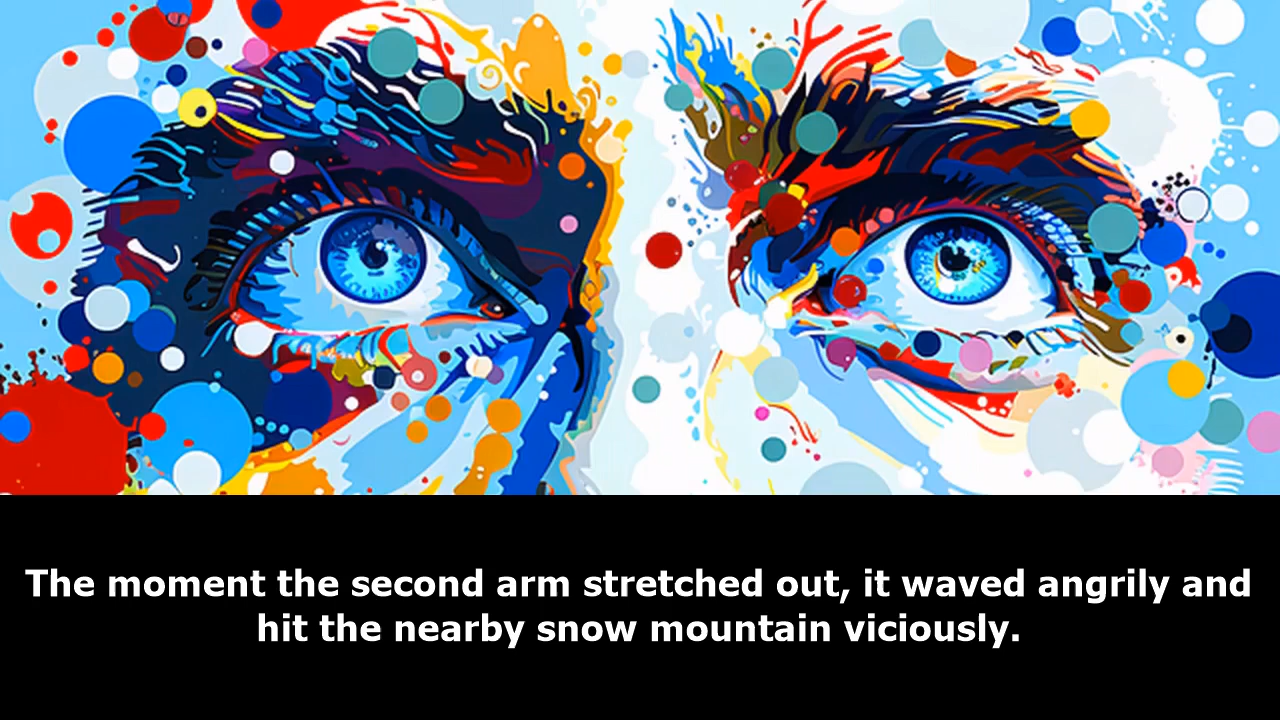 The moment the second arm stretched out, it waved angrily and
hit the nearby snow mountain viciously.